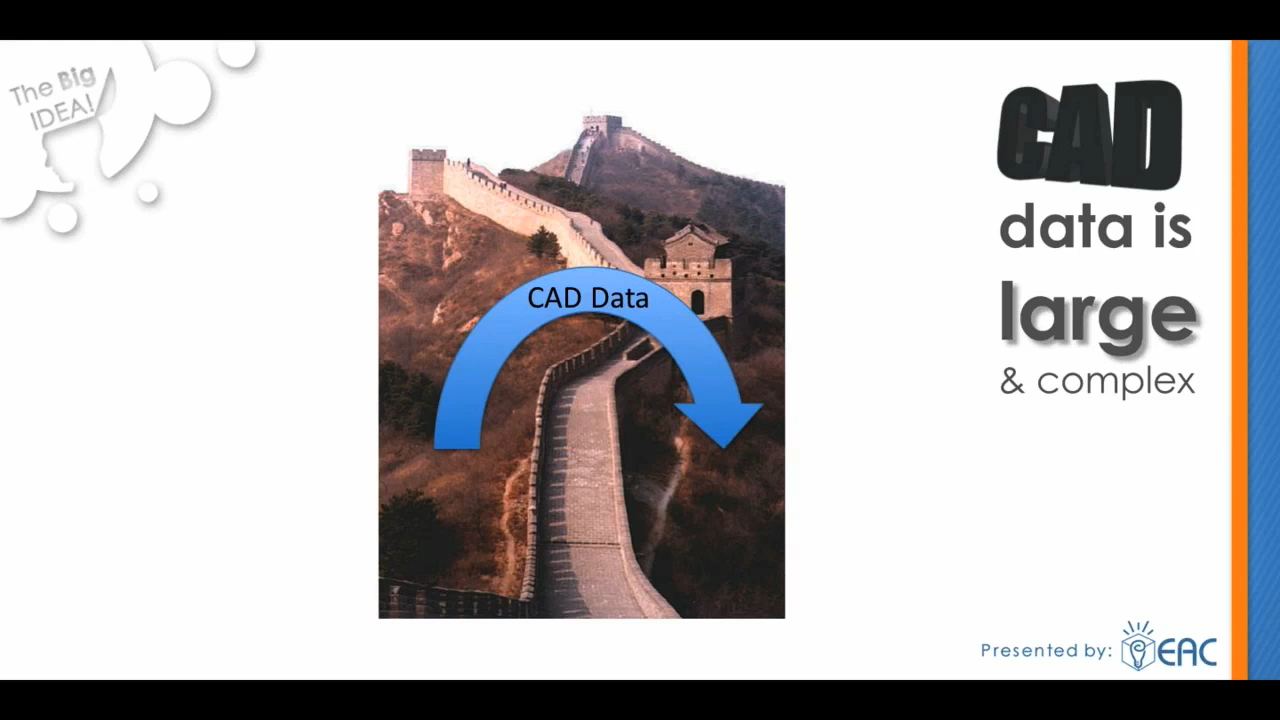 The Big
IDEA!
CAD Data
CAD
data is
large
& complex
Presented by: EAC